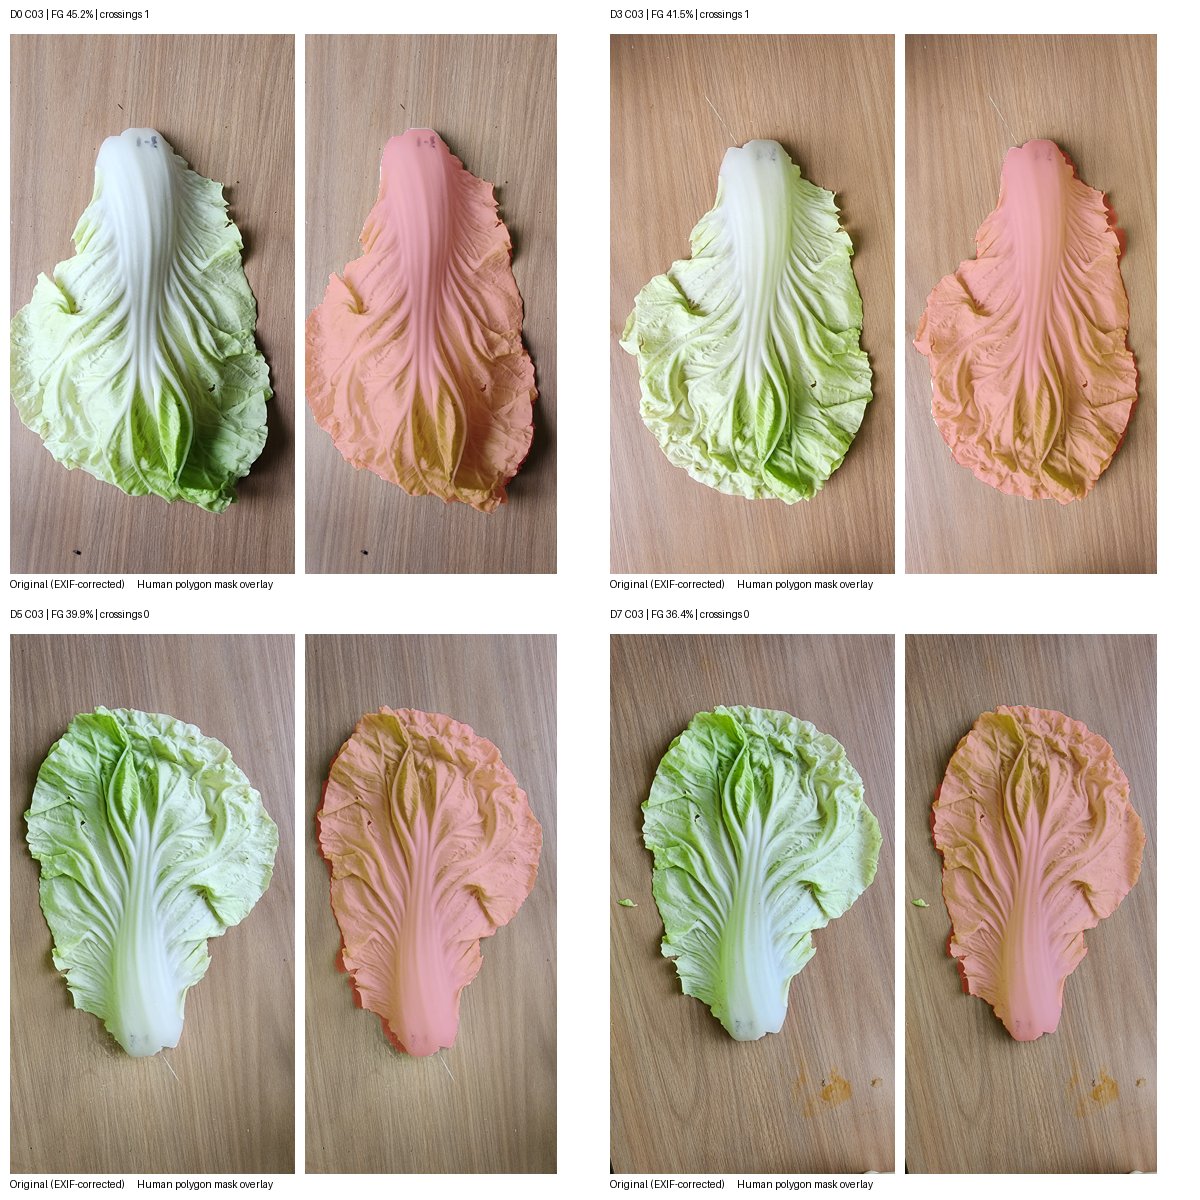 D0 C03 | FG 45.2% | crossings 1
D3 C03 | FG 41.5% | crossings 1
Original (EXIF-corrected) Human polygon mask overlay
Original (EXIF-corrected) Human polygon mask overlay
D5 C03 | FG 39.9% | crossings 0
D7 C03 | FG 36.4% | crossings 0
Original (EXIF-corrected) Human polygon mask overlay
Original (EXIF-corrected) Human polygon mask overlay